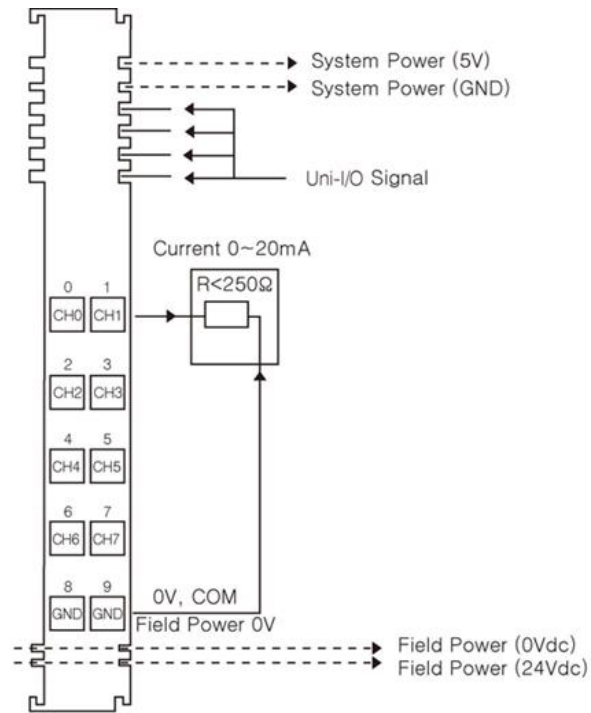 System Power (5V)
System Power (GND)
Uni-I/O Signal
Current 0~20mA
R<250Ω
0 1
CH0 CH1
2 3
CH2 CH3
4 5
CH4 CH5
6 7
CH6 CH7
8 9
GND GND
0V, COM
Field Power 0V
Field Power (0Vdc)
Field Power (24Vdc)